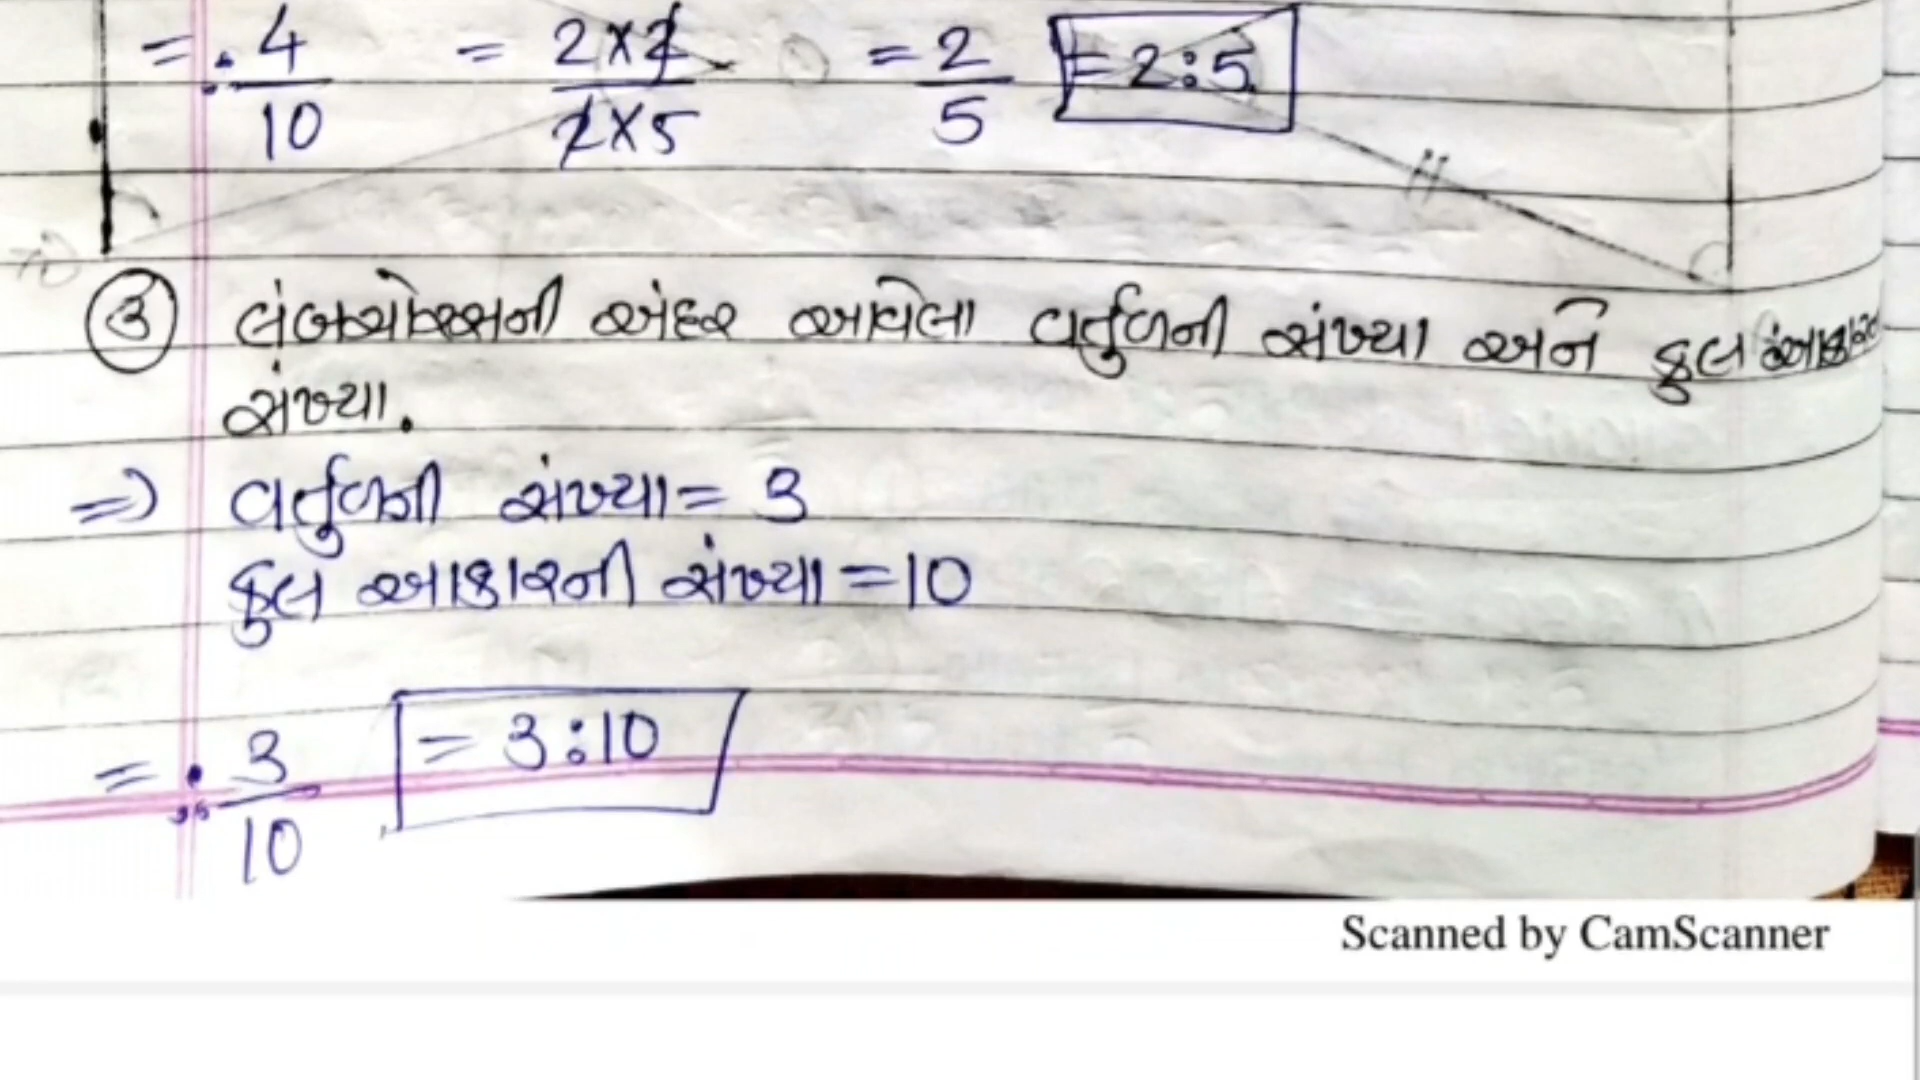 = 4/10 = 2×2/2×5 = 2/5 = 2:5
③ લંબચોરસની અંદર આવેલા વર્તુળની સંખ્યા અને કુલ આકારની
સંખ્યા.
⇒ વર્તુળની સંખ્યા = 3
કુલ આકારની સંખ્યા = 10
= 3/10 = 3:10
Scanned by CamScanner